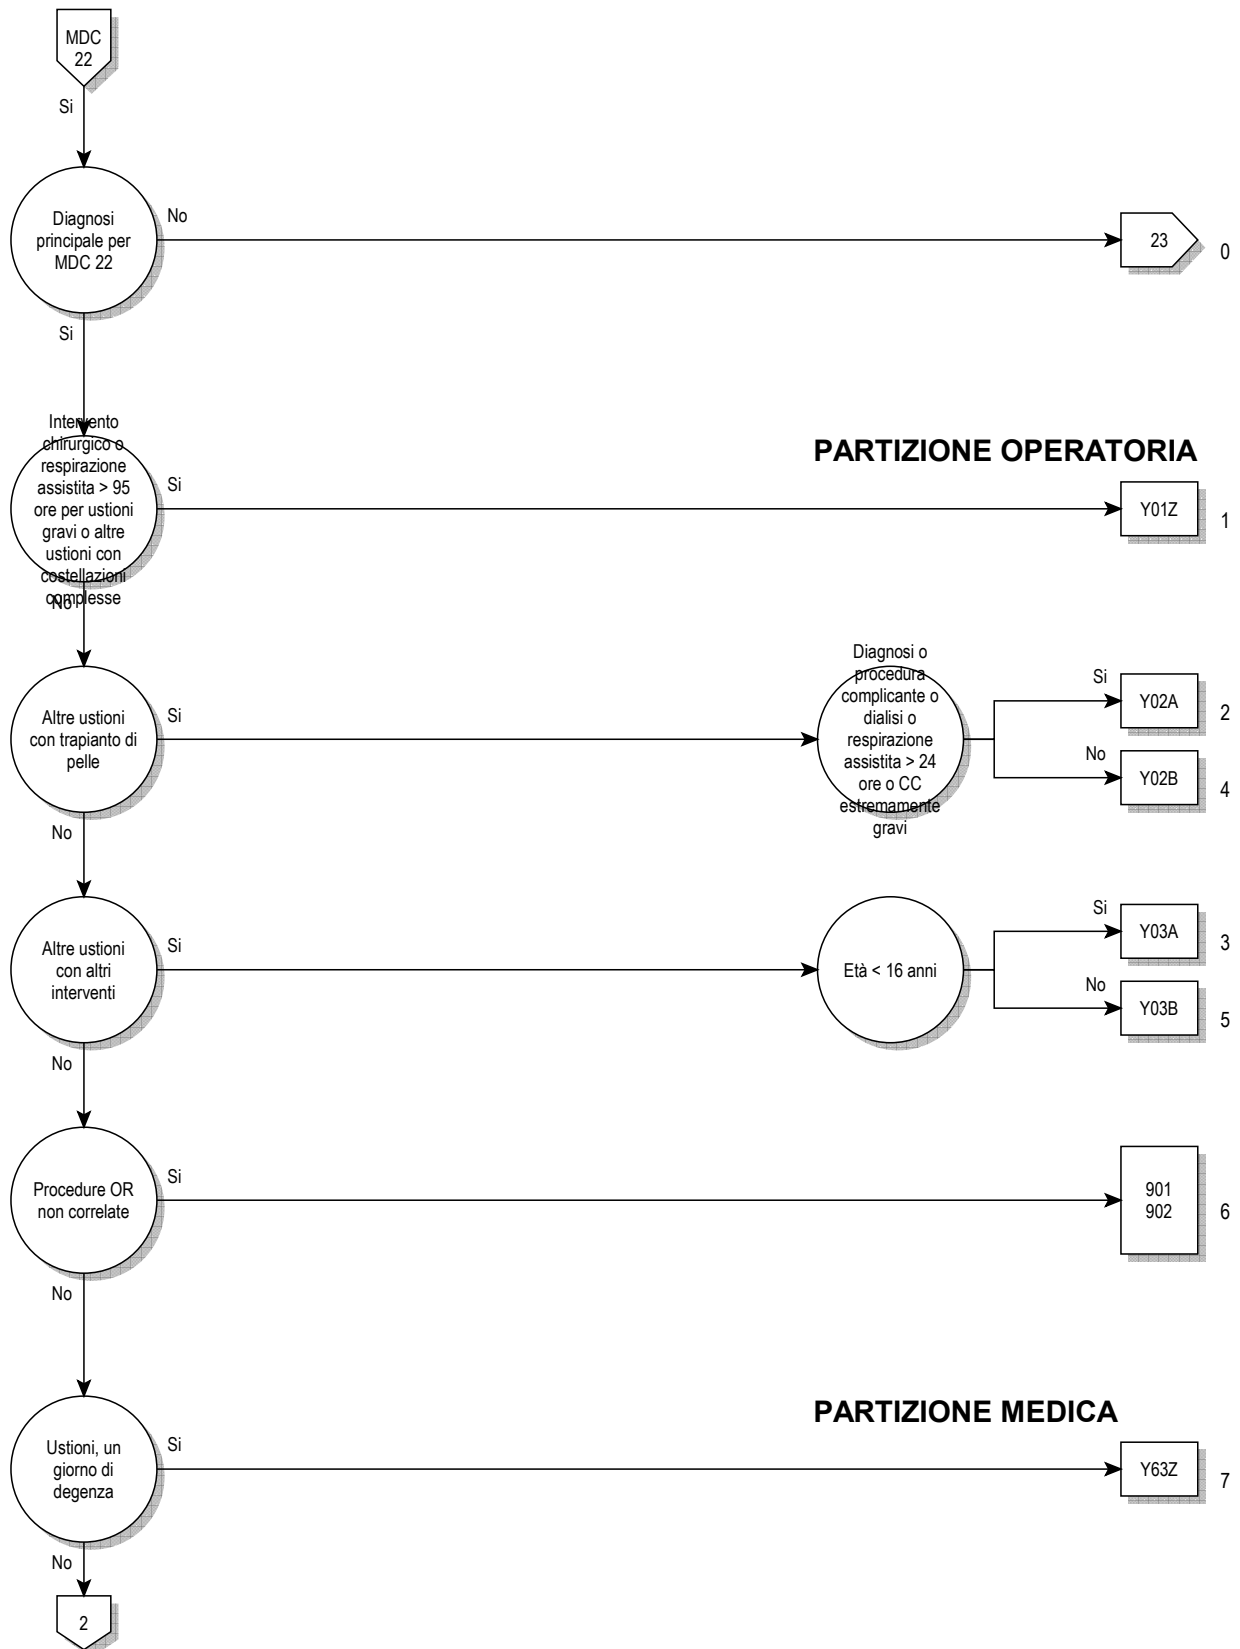 MDC
22
Si
Diagnosi
principale per
MDC 22
No
23
0
Si
PARTIZIONE OPERATORIA
Intervento
chirurgico o
respirazione
assistita > 95
ore per ustioni
gravi o altre
ustioni con
costellazioni
complesse
Si
Y01Z
1
No
Altre ustioni
con trapianto di
pelle
Si
Diagnosi o
procedura
complicante o
dialisi o
respirazione
assistita > 24
ore o CC
estremamente
gravi
Si
Y02A
2
No
Y02B
4
No
Altre ustioni
con altri
interventi
Si
Età < 16 anni
Si
Y03A
3
No
Y03B
5
No
Procedure OR
non correlate
Si
901
902
6
No
PARTIZIONE MEDICA
Ustioni, un
giorno di
degenza
Si
Y63Z
7
No
2